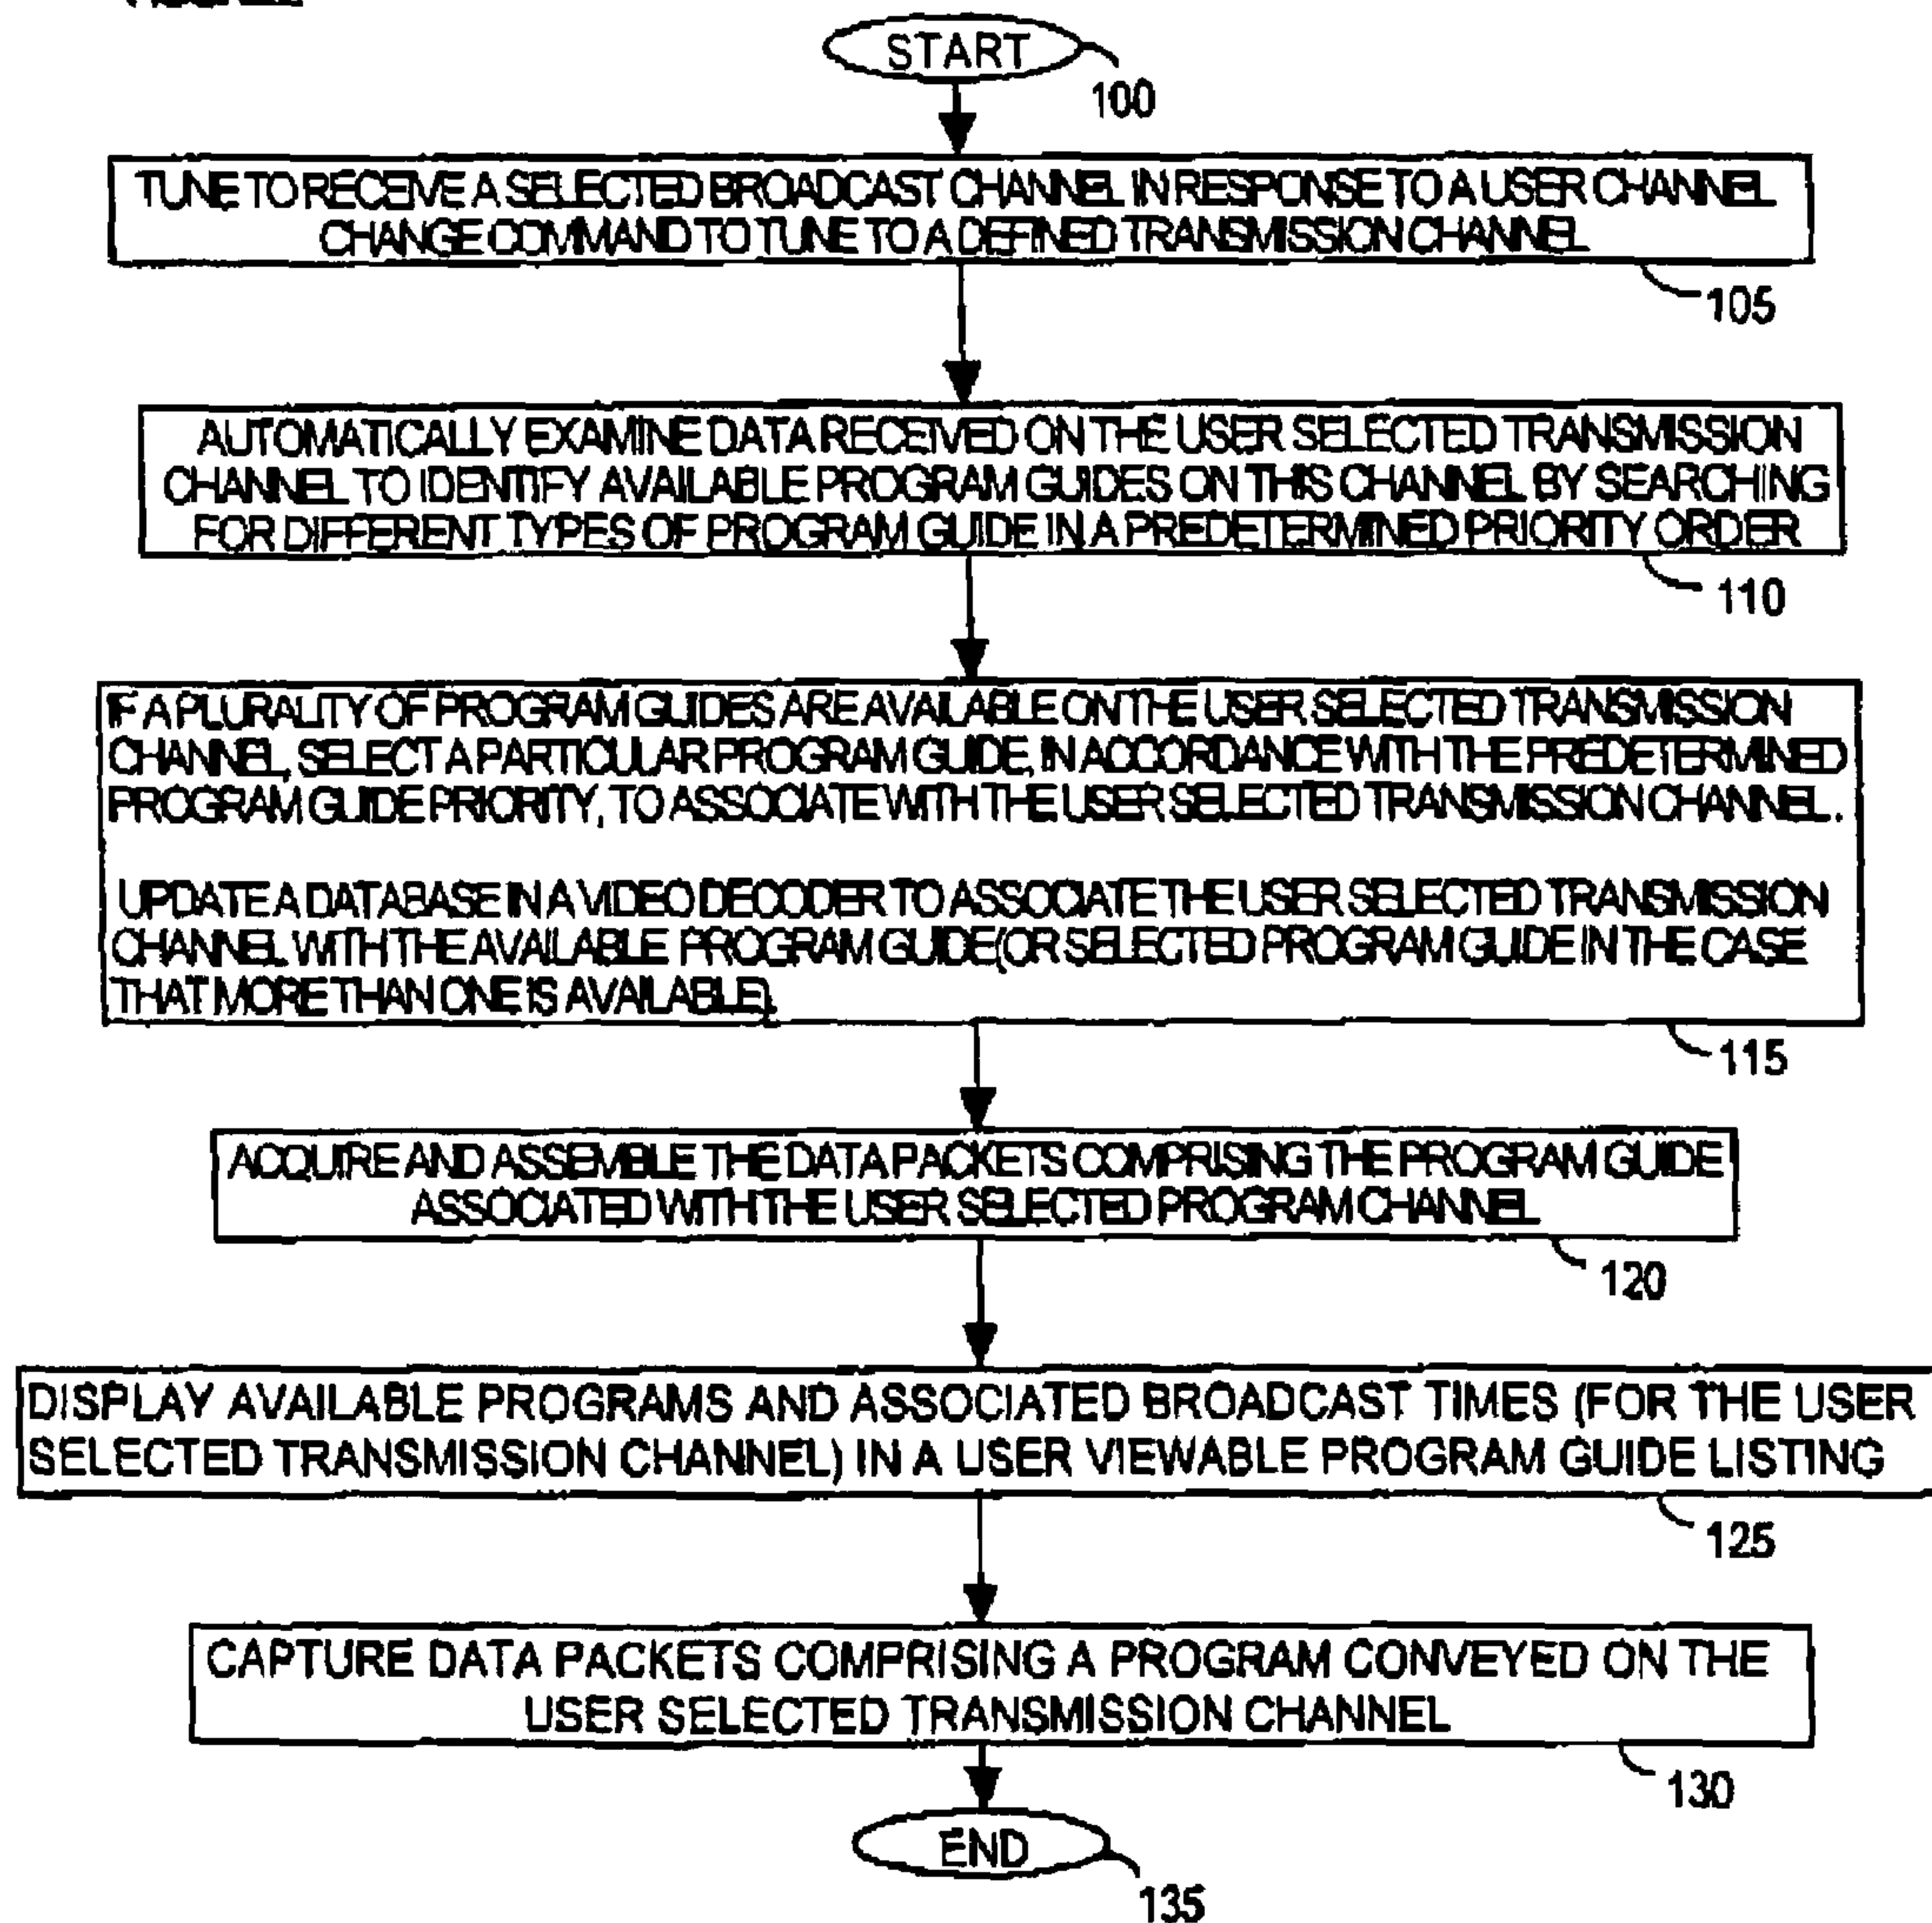 START
100
TUNE TO RECEIVE A SELECTED BROADCAST CHANNEL IN RESPONSE TO A USER CHANNEL
CHANGE COMMAND TO TUNE TO A DEFINED TRANSMISSION CHANNEL
105
AUTOMATICALLY EXAMINE DATA RECEIVED ON THE USER SELECTED TRANSMISSION
CHANNEL TO IDENTIFY AVAILABLE PROGRAM GUIDES ON THIS CHANNEL BY SEARCHING
FOR DIFFERENT TYPES OF PROGRAM GUIDE IN A PREDETERMINED PRIORITY ORDER
110
IF A PLURALITY OF PROGRAM GUIDES ARE AVAILABLE ON THE USER SELECTED TRANSMISSION
CHANNEL, SELECT A PARTICULAR PROGRAM GUIDE, IN ACCORDANCE WITH THE PREDETERMINED
PROGRAM GUIDE PRIORITY, TO ASSOCIATE WITH THE USER SELECTED TRANSMISSION CHANNEL.
UPDATE A DATABASE IN A VIDEO DECODER TO ASSOCIATE THE USER SELECTED TRANSMISSION
CHANNEL WITH THE AVAILABLE PROGRAM GUIDE (OR SELECTED PROGRAM GUIDE IN THE CASE
THAT MORE THAN ONE IS AVAILABLE).
115
ACQUIRE AND ASSEMBLE THE DATA PACKETS COMPRISING THE PROGRAM GUIDE
ASSOCIATED WITH THE USER SELECTED PROGRAM CHANNEL
120
DISPLAY AVAILABLE PROGRAMS AND ASSOCIATED BROADCAST TIMES (FOR THE USER
SELECTED TRANSMISSION CHANNEL) IN A USER VIEWABLE PROGRAM GUIDE LISTING
125
CAPTURE DATA PACKETS COMPRISING A PROGRAM CONVEYED ON THE
USER SELECTED TRANSMISSION CHANNEL
130
END
135